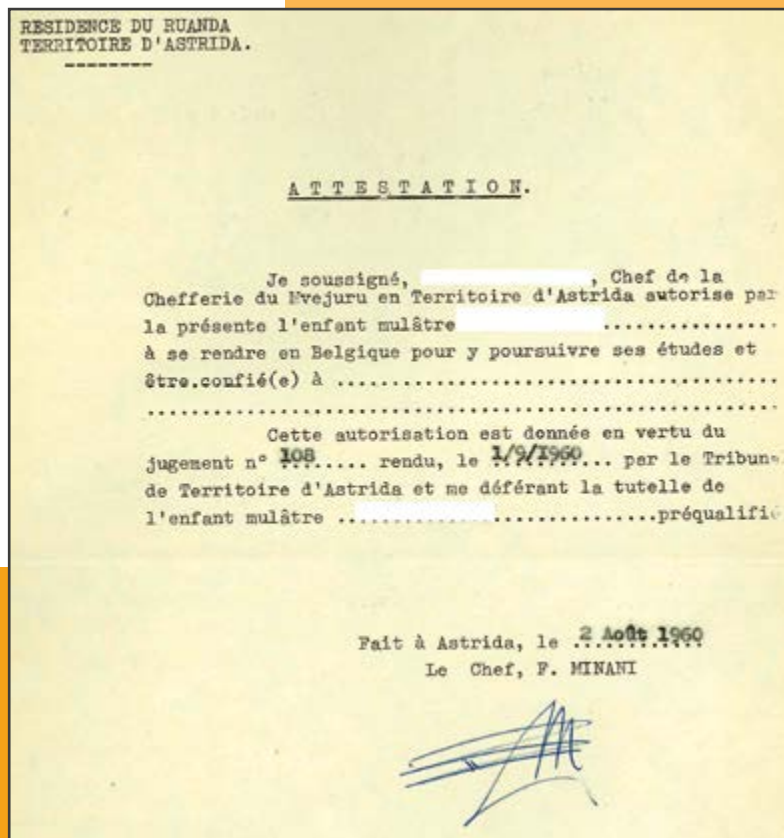 RESIDENCE DU RUANDA
TERRITOIRE D'ASTRIDA.
--------
ATTESTATION.
Je soussigné, , Chef de la
Chefferie du Mvejuru en Territoire d'Astrida autorise par
la présente l'enfant mulâtre ................
à se rendre en Belgique pour y poursuivre ses études et
être.confié(e) à ........................................
.........................................................
Cette autorisation est donnée en vertu du
jugement n° 108...... rendu, le 1/9/1960... par le Tribuna
de Territoire d'Astrida et me déférant la tutelle de
l'enfant mulâtre .. ................préqualifié
Fait à Astrida, le 2 Août 1960
Le Chef, F. MINANI